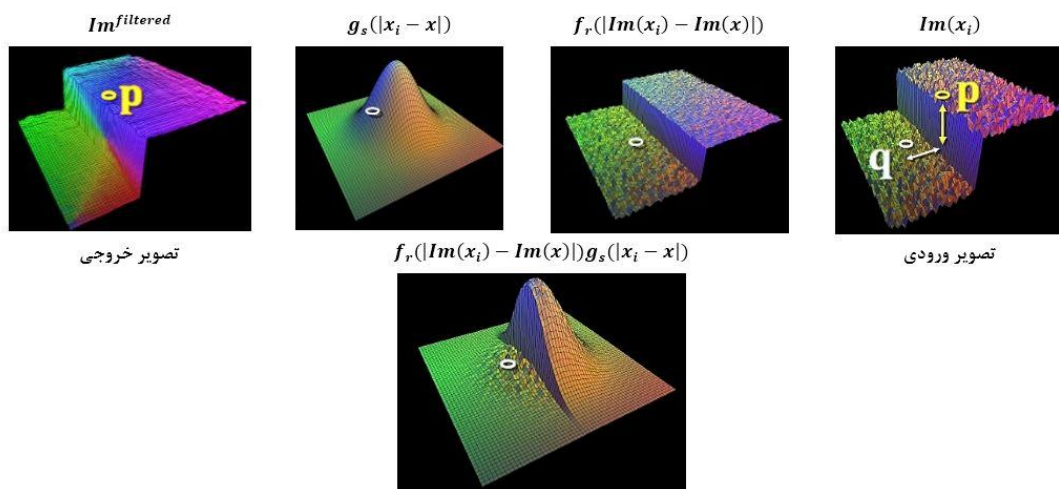 Im^{filtered}
g_s(|x_i − x|)
f_r(|Im(x_i) − Im(x)|)
Im(x_i)
p
p
q
تصویر خروجی
تصویر ورودی
f_r(|Im(x_i) − Im(x)|)g_s(|x_i − x|)